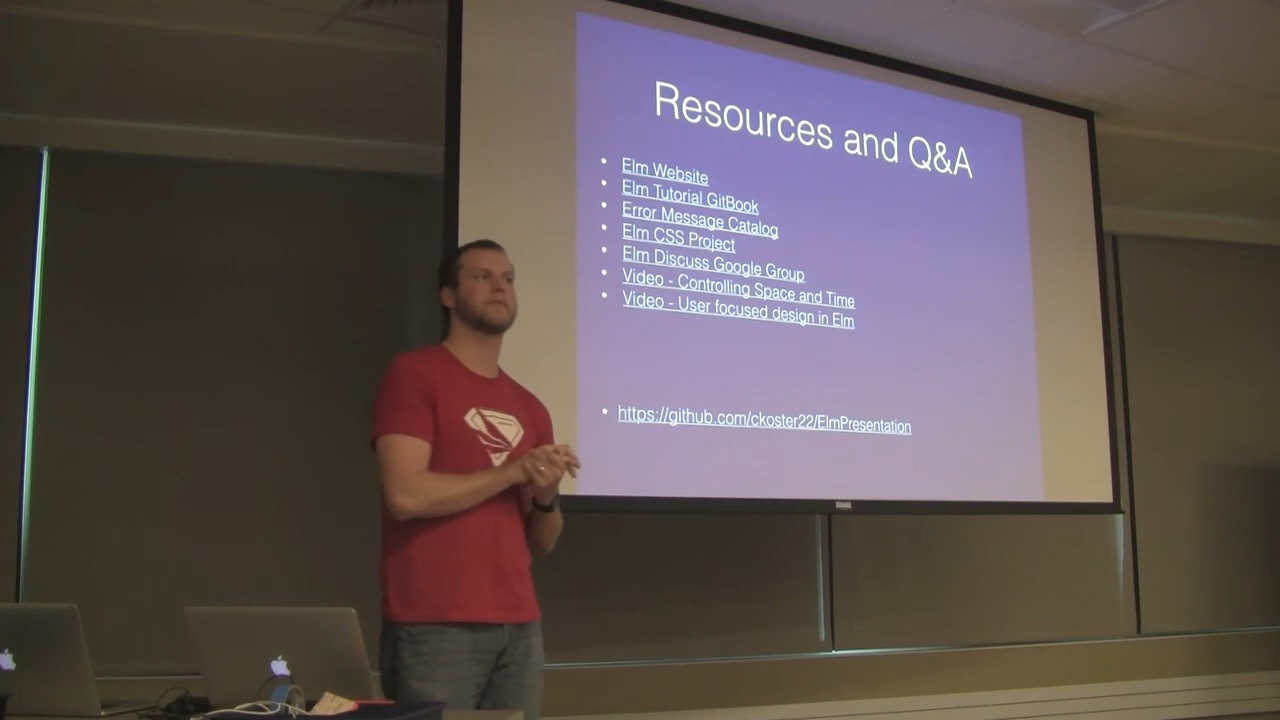 Resources and Q&A
• Elm Website
• Elm Tutorial GitBook
• Error Message Catalog
• Elm CSS Project
• Elm Discuss Google Group
• Video - Controlling Space and Time
• Video - User focused design in Elm
• https://github.com/ckoster22/ElmPresentation